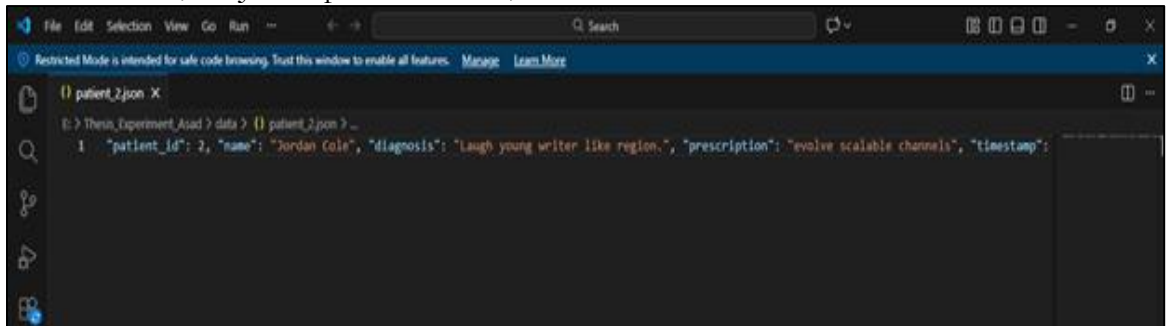 File Edit Selection View Go Run ... Search
Restricted Mode is intended for safe code browsing. Trust this window to enable all features. Manage Learn More
{} patient_2.json X
E: > Thesis_Experiment_Asad > data > {} patient_2.json > ...
1 "patient_id": 2, "name": "Jordan Cole", "diagnosis": "Laugh young writer like region.", "prescription": "evolve scalable channels", "timestamp":